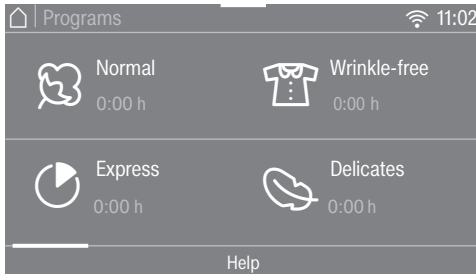 Programs 11:02
Normal
0:00 h
Wrinkle-free
0:00 h
Express
0:00 h
Delicates
0:00 h
Help